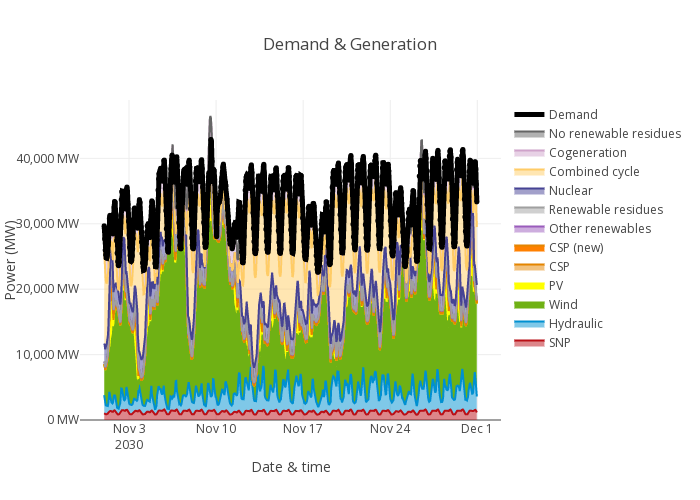 Demand & Generation
Power (MW)
40,000 MW
30,000 MW
20,000 MW
10,000 MW
0 MW
Nov 3
2030
Nov 10
Nov 17
Nov 24
Dec 1
Date & time
Demand
No renewable residues
Cogeneration
Combined cycle
Nuclear
Renewable residues
Other renewables
CSP (new)
CSP
PV
Wind
Hydraulic
SNP